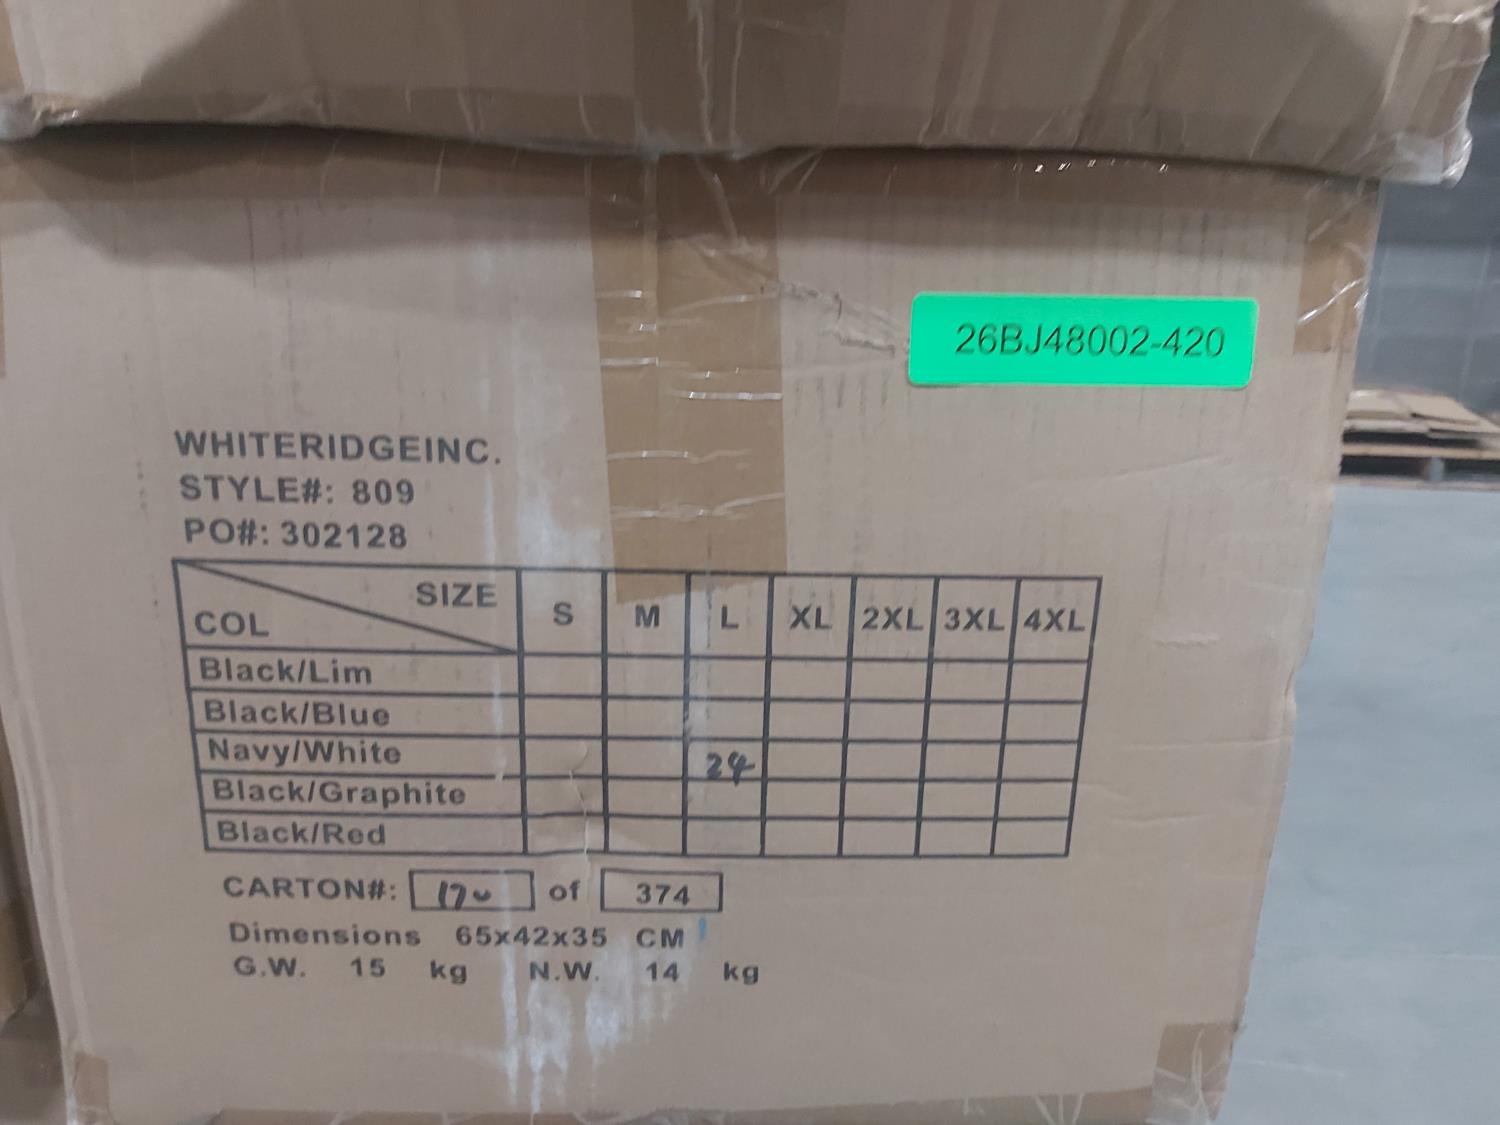 26BJ48002-420
WHITERIDGEINC.
STYLE#: 809
PO#: 302128
SIZE
COL
S M L XL 2XL 3XL 4XL
Black/Lim
Black/Blue
Navy/White 24
Black/Graphite
Black/Red
CARTON#: 170 of 374
Dimensions 65x42x35 CM
G.W. 15 kg N.W. 14 kg